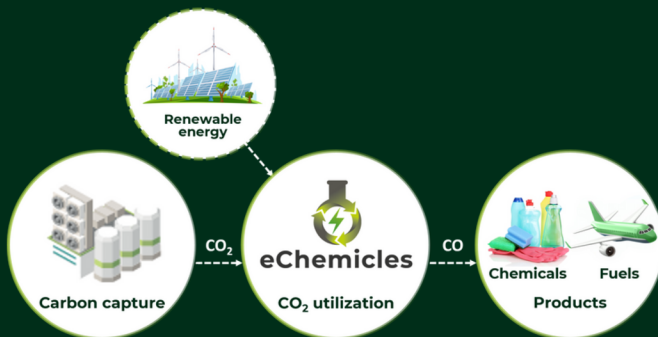 Renewable
energy
CO₂
CO
eChemicles
Chemicals
Fuels
Carbon capture
CO₂ utilization
Products